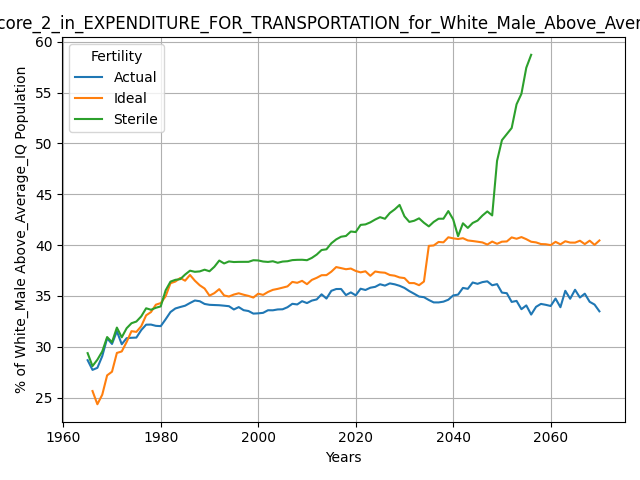 core_2_in_EXPENDITURE_FOR_TRANSPORTATION_for_White_Male_Above_Aver
% of White_Male Above_Average_IQ Population
60
55
50
45
40
35
30
25
Fertility
Actual
Ideal
Sterile
1960
1980
2000
2020
2040
2060
Years